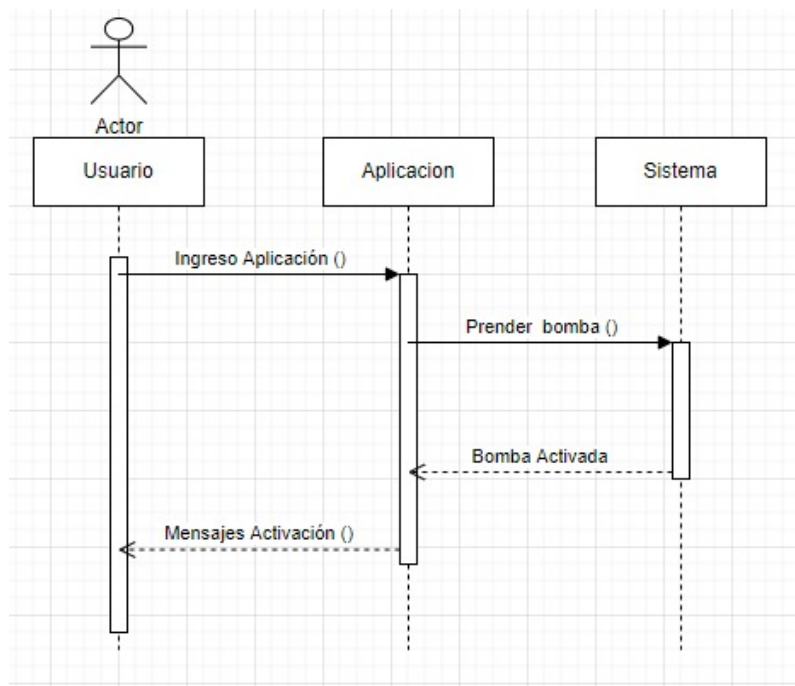 Actor
Usuario
Aplicacion
Sistema
Ingreso Aplicación ()
Prender bomba ()
Bomba Activada
Mensajes Activación ()